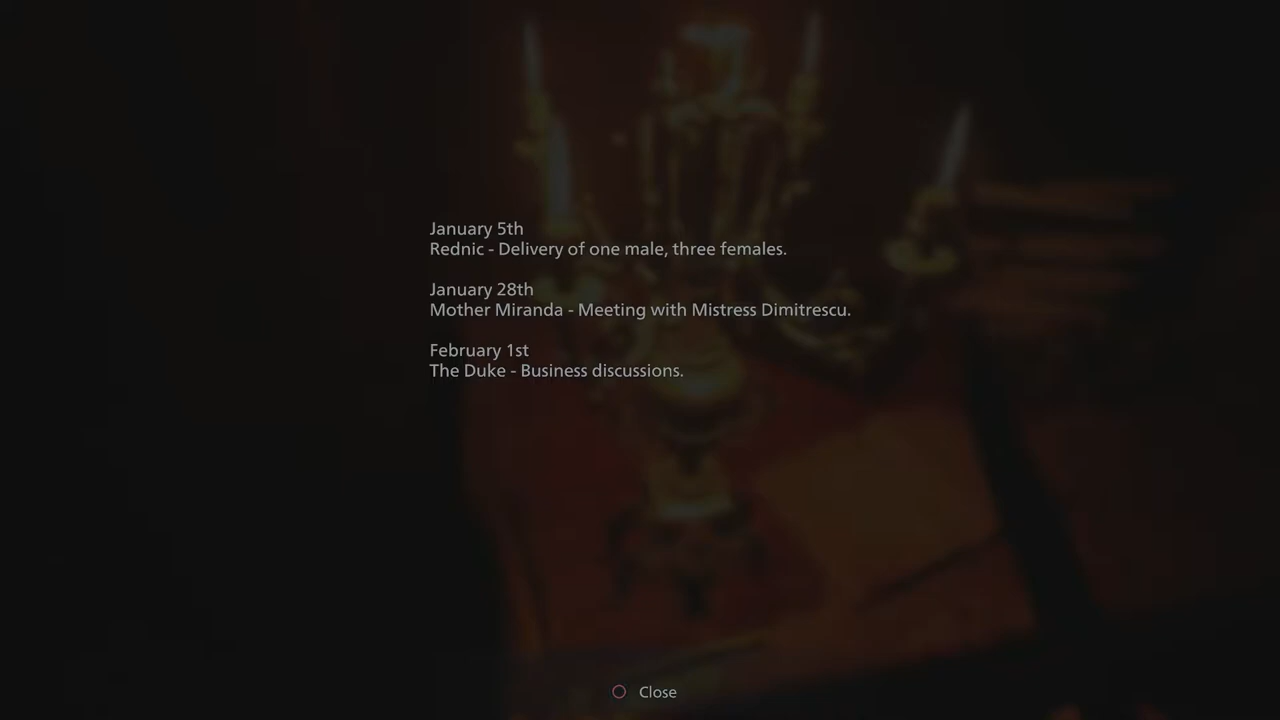 January 5th
Rednic - Delivery of one male, three females.
January 28th
Mother Miranda - Meeting with Mistress Dimitrescu.
February 1st
The Duke - Business discussions.
Close